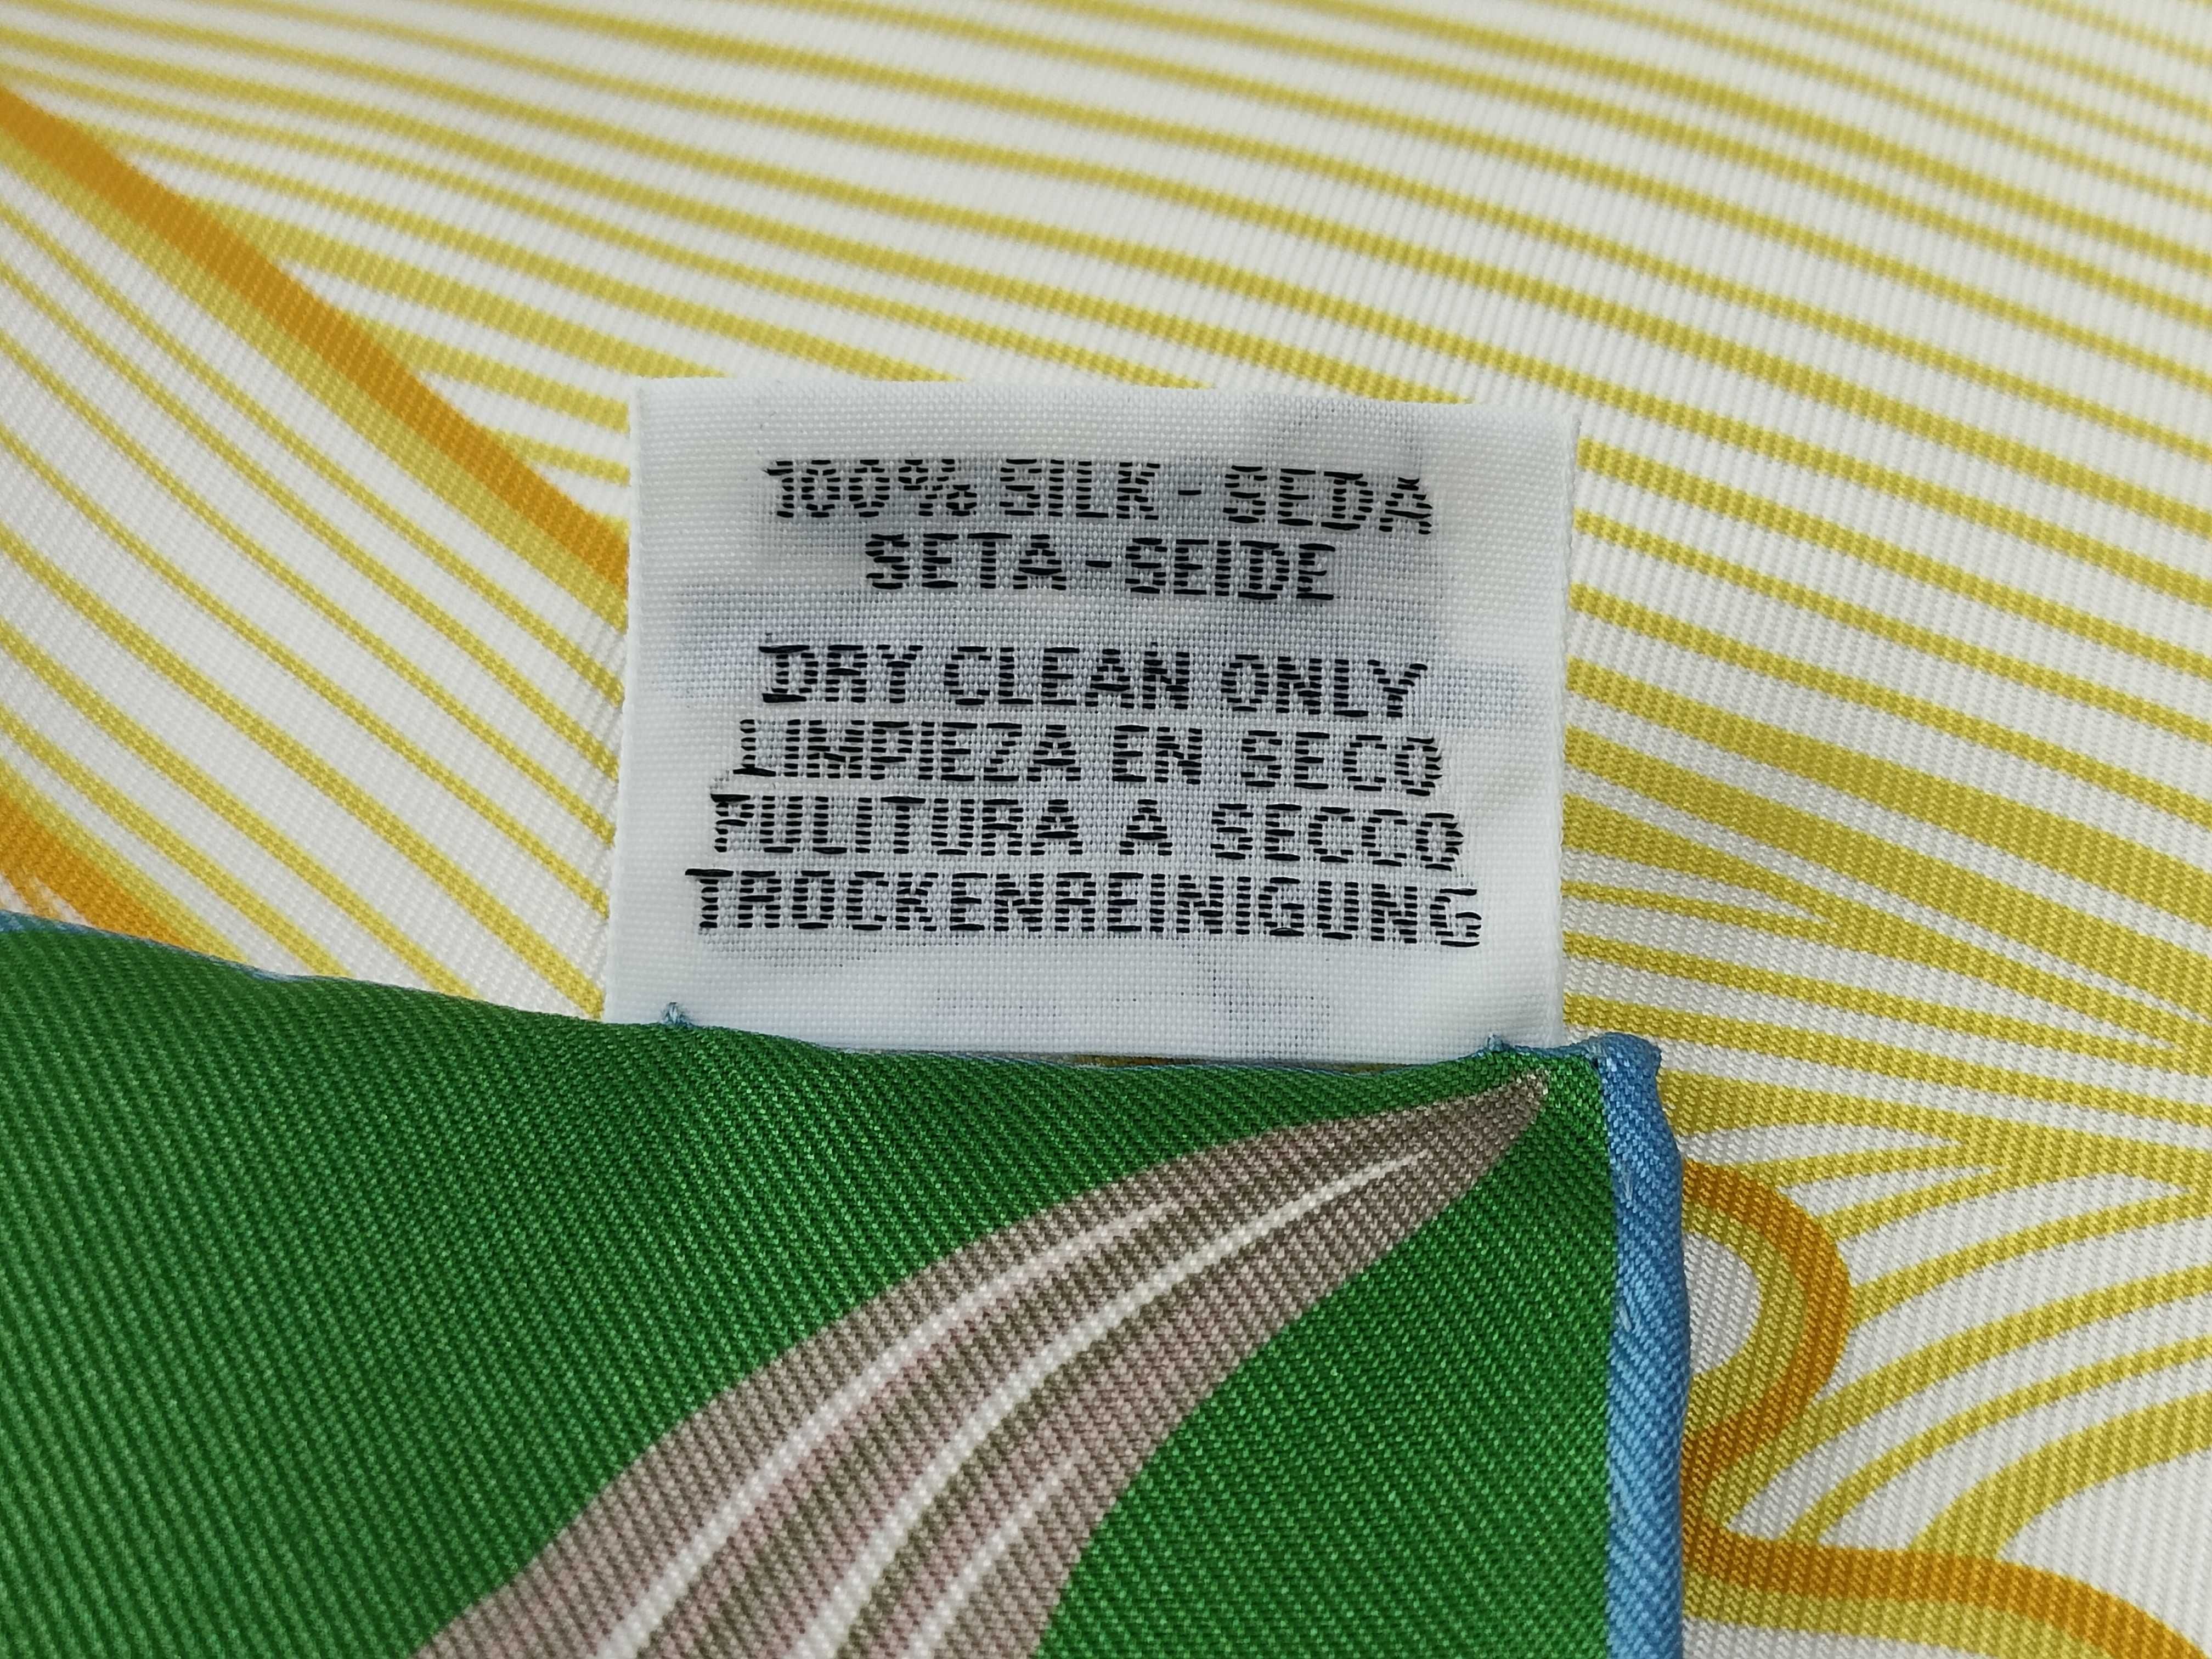 100% SILK - SEDA
SETA - SEIDE
DRY CLEAN ONLY
LIMPIEZA EN SECO
PULITURA A SECCO
TROCKENREINIGUNG